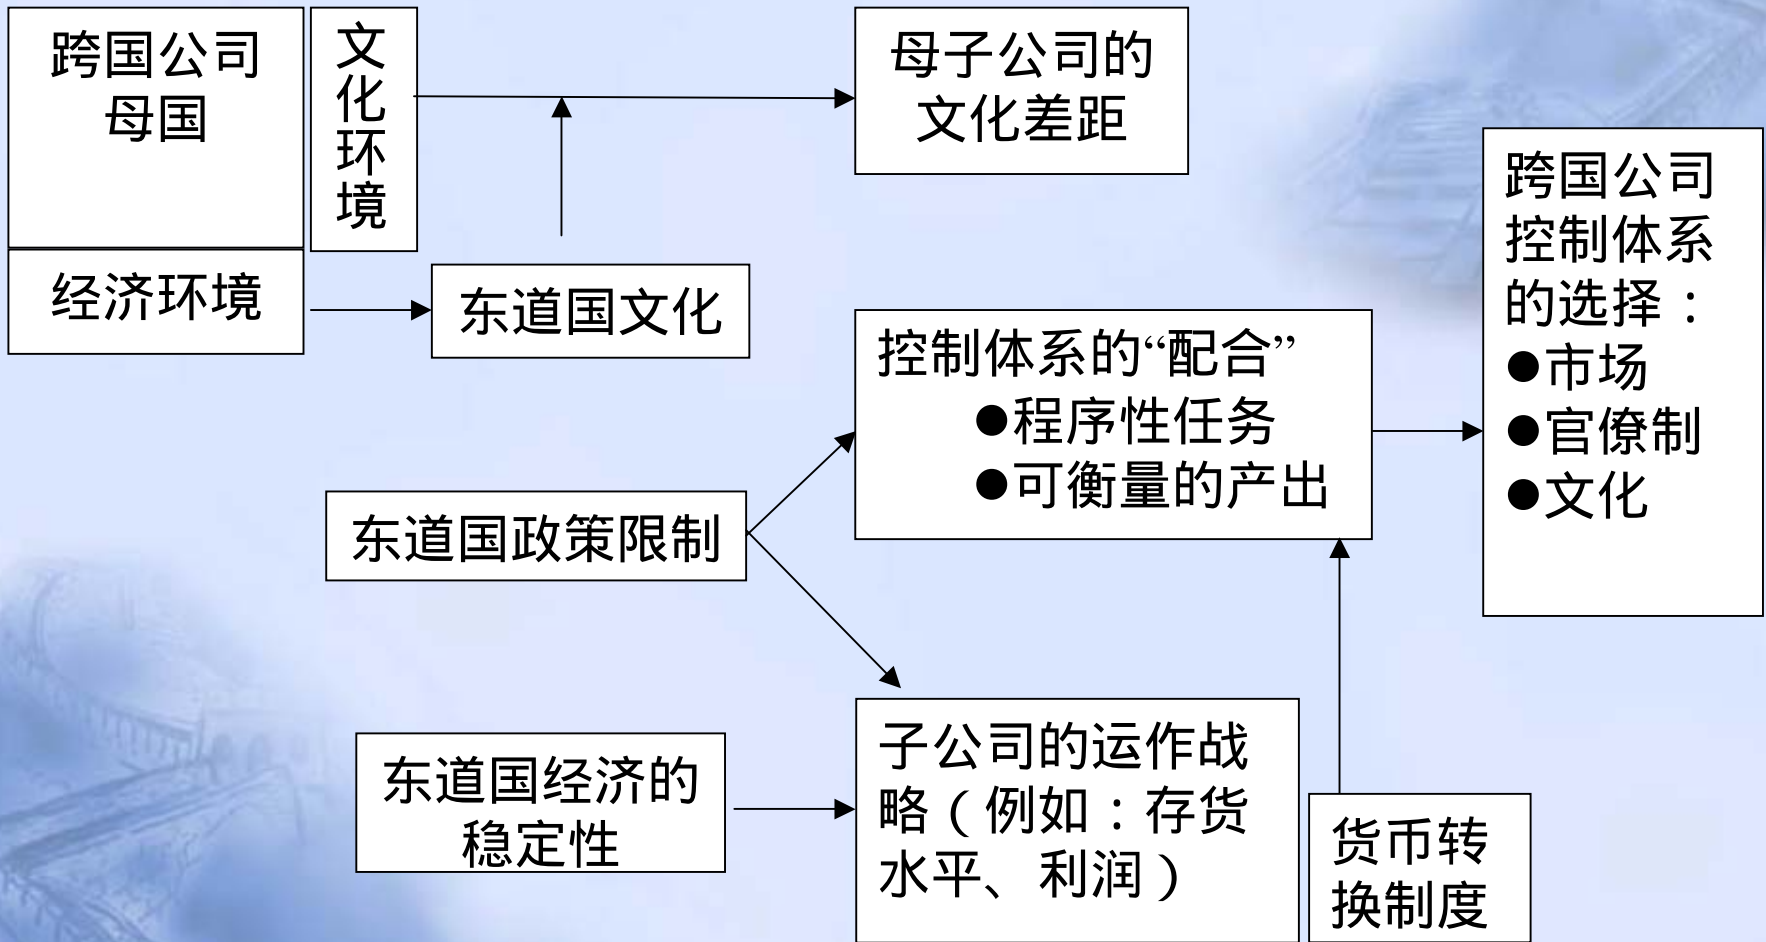 跨国公司
母国
文化环境
母子公司的
文化差距
跨国公司
控制体系
的选择：
●市场
●官僚制
●文化
经济环境
东道国文化
控制体系的“配合”
●程序性任务
●可衡量的产出
东道国政策限制
东道国经济的
稳定性
子公司的运作战
略（例如：存货
水平、利润）
货币转
换制度